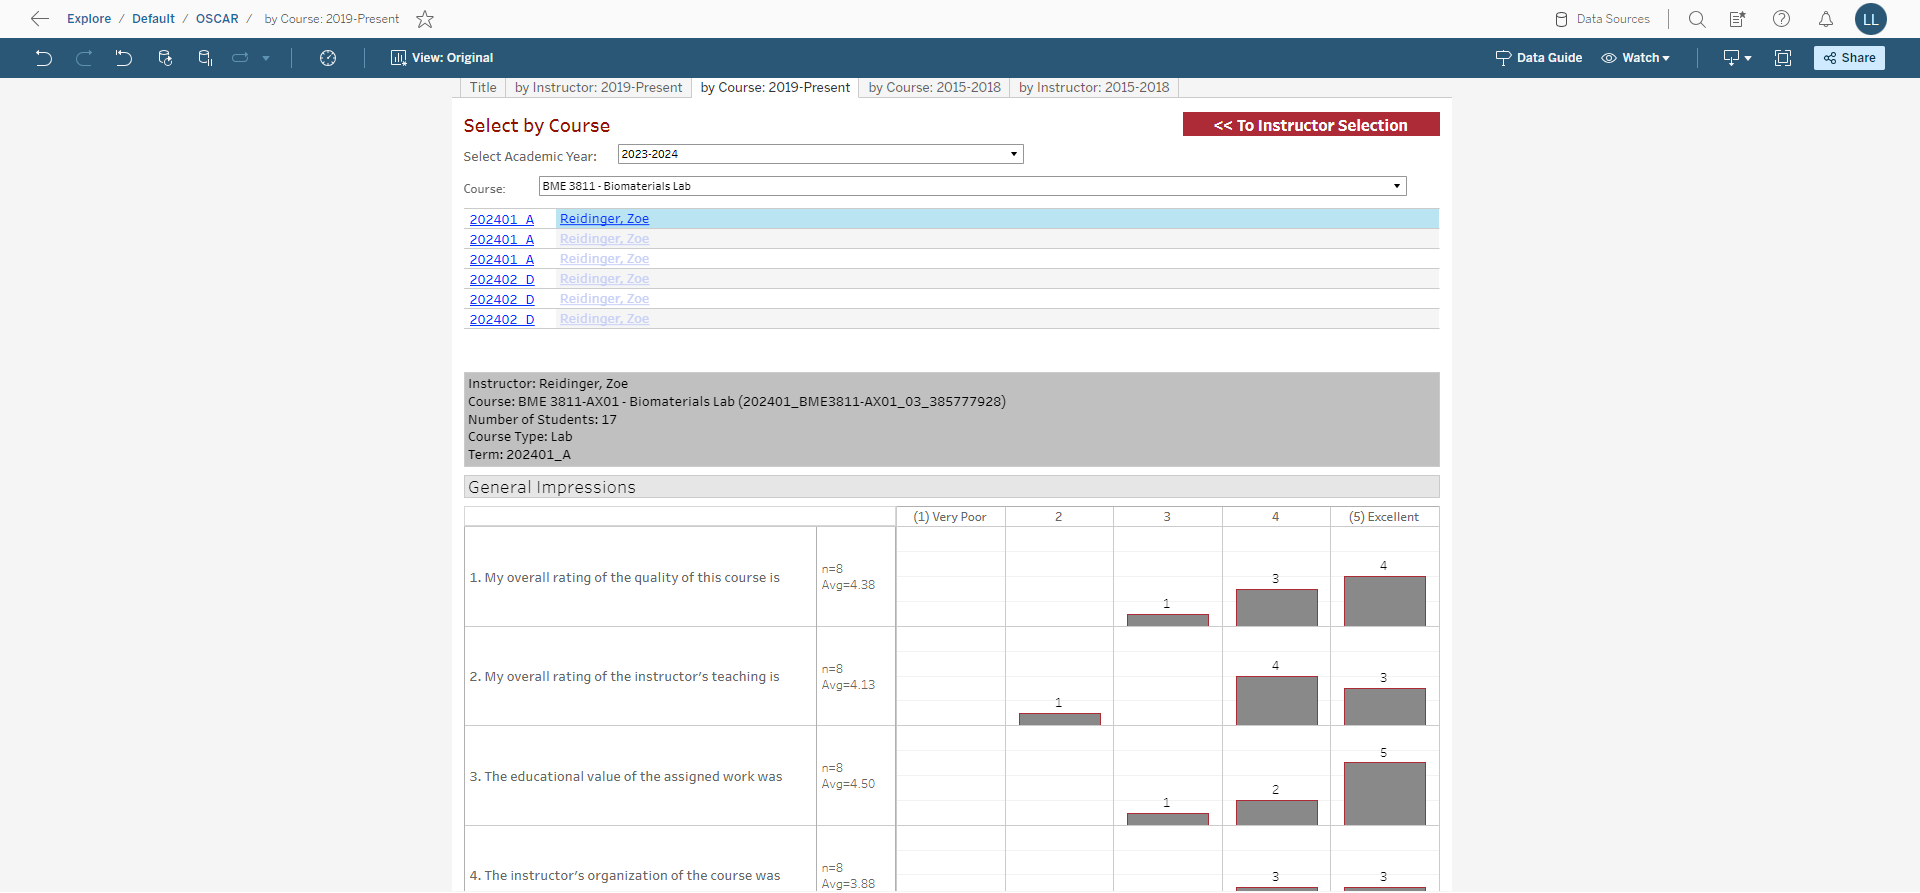 Explore / Default / OSCAR / by Course: 2019-Present
Data Sources
LL
View: Original
Data Guide
Watch
Share
Title
by Instructor: 2019-Present
by Course: 2019-Present
by Course: 2015-2018
by Instructor: 2015-2018
Select by Course
<< To Instructor Selection
Select Academic Year: 2023-2024
Course: BME 3811 - Biomaterials Lab
202401_A Reidinger, Zoe
202401_A Reidinger, Zoe
202401_A Reidinger, Zoe
202402_D Reidinger, Zoe
202402_D Reidinger, Zoe
202402_D Reidinger, Zoe
Instructor: Reidinger, Zoe
Course: BME 3811-AX01 - Biomaterials Lab (202401_BME3811-AX01_03_385777928)
Number of Students: 17
Course Type: Lab
Term: 202401_A
General Impressions
(1) Very Poor 2 3 4 (5) Excellent
1. My overall rating of the quality of this course is
n=8
Avg=4.38
1 3 4
2. My overall rating of the instructor's teaching is
n=8
Avg=4.13
1 4 3
3. The educational value of the assigned work was
n=8
Avg=4.50
1 2 5
4. The instructor's organization of the course was
n=8
Avg=3.88
3 3